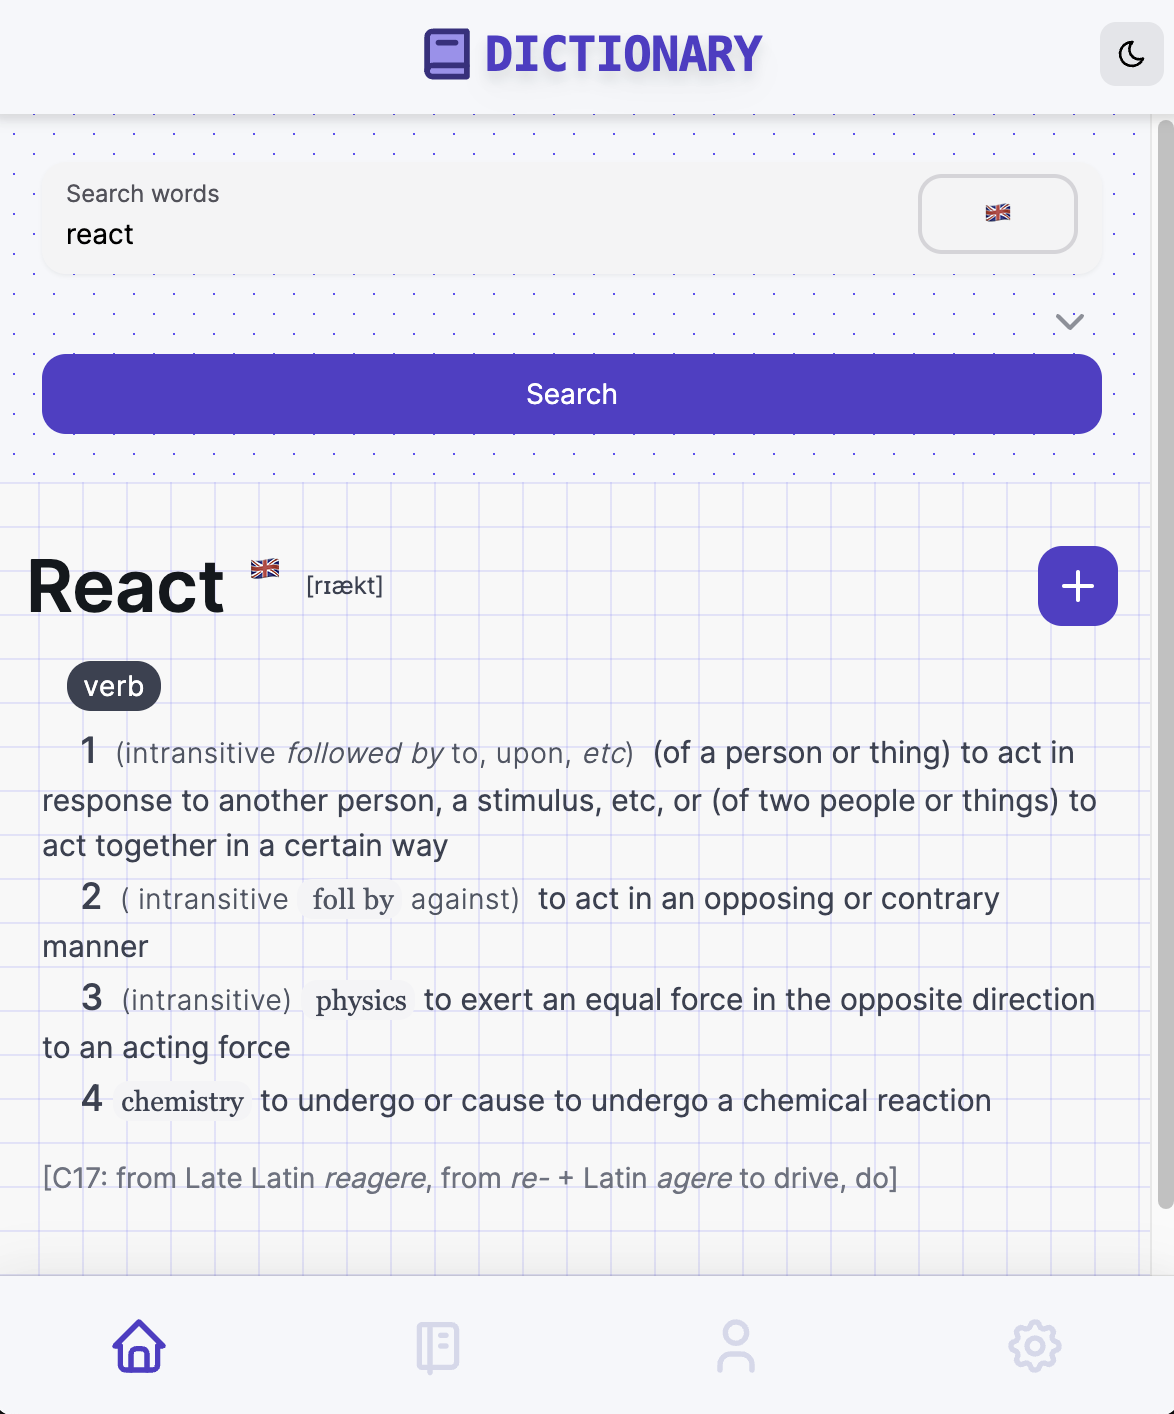 DICTIONARY
Search words
react
Search
React [rɪækt]
verb
1 (intransitive followed by to, upon, etc) (of a person or thing) to act in
response to another person, a stimulus, etc, or (of two people or things) to
act together in a certain way
2 ( intransitive foll by against) to act in an opposing or contrary
manner
3 (intransitive) physics to exert an equal force in the opposite direction
to an acting force
4 chemistry to undergo or cause to undergo a chemical reaction
[C17: from Late Latin reagere, from re- + Latin agere to drive, do]